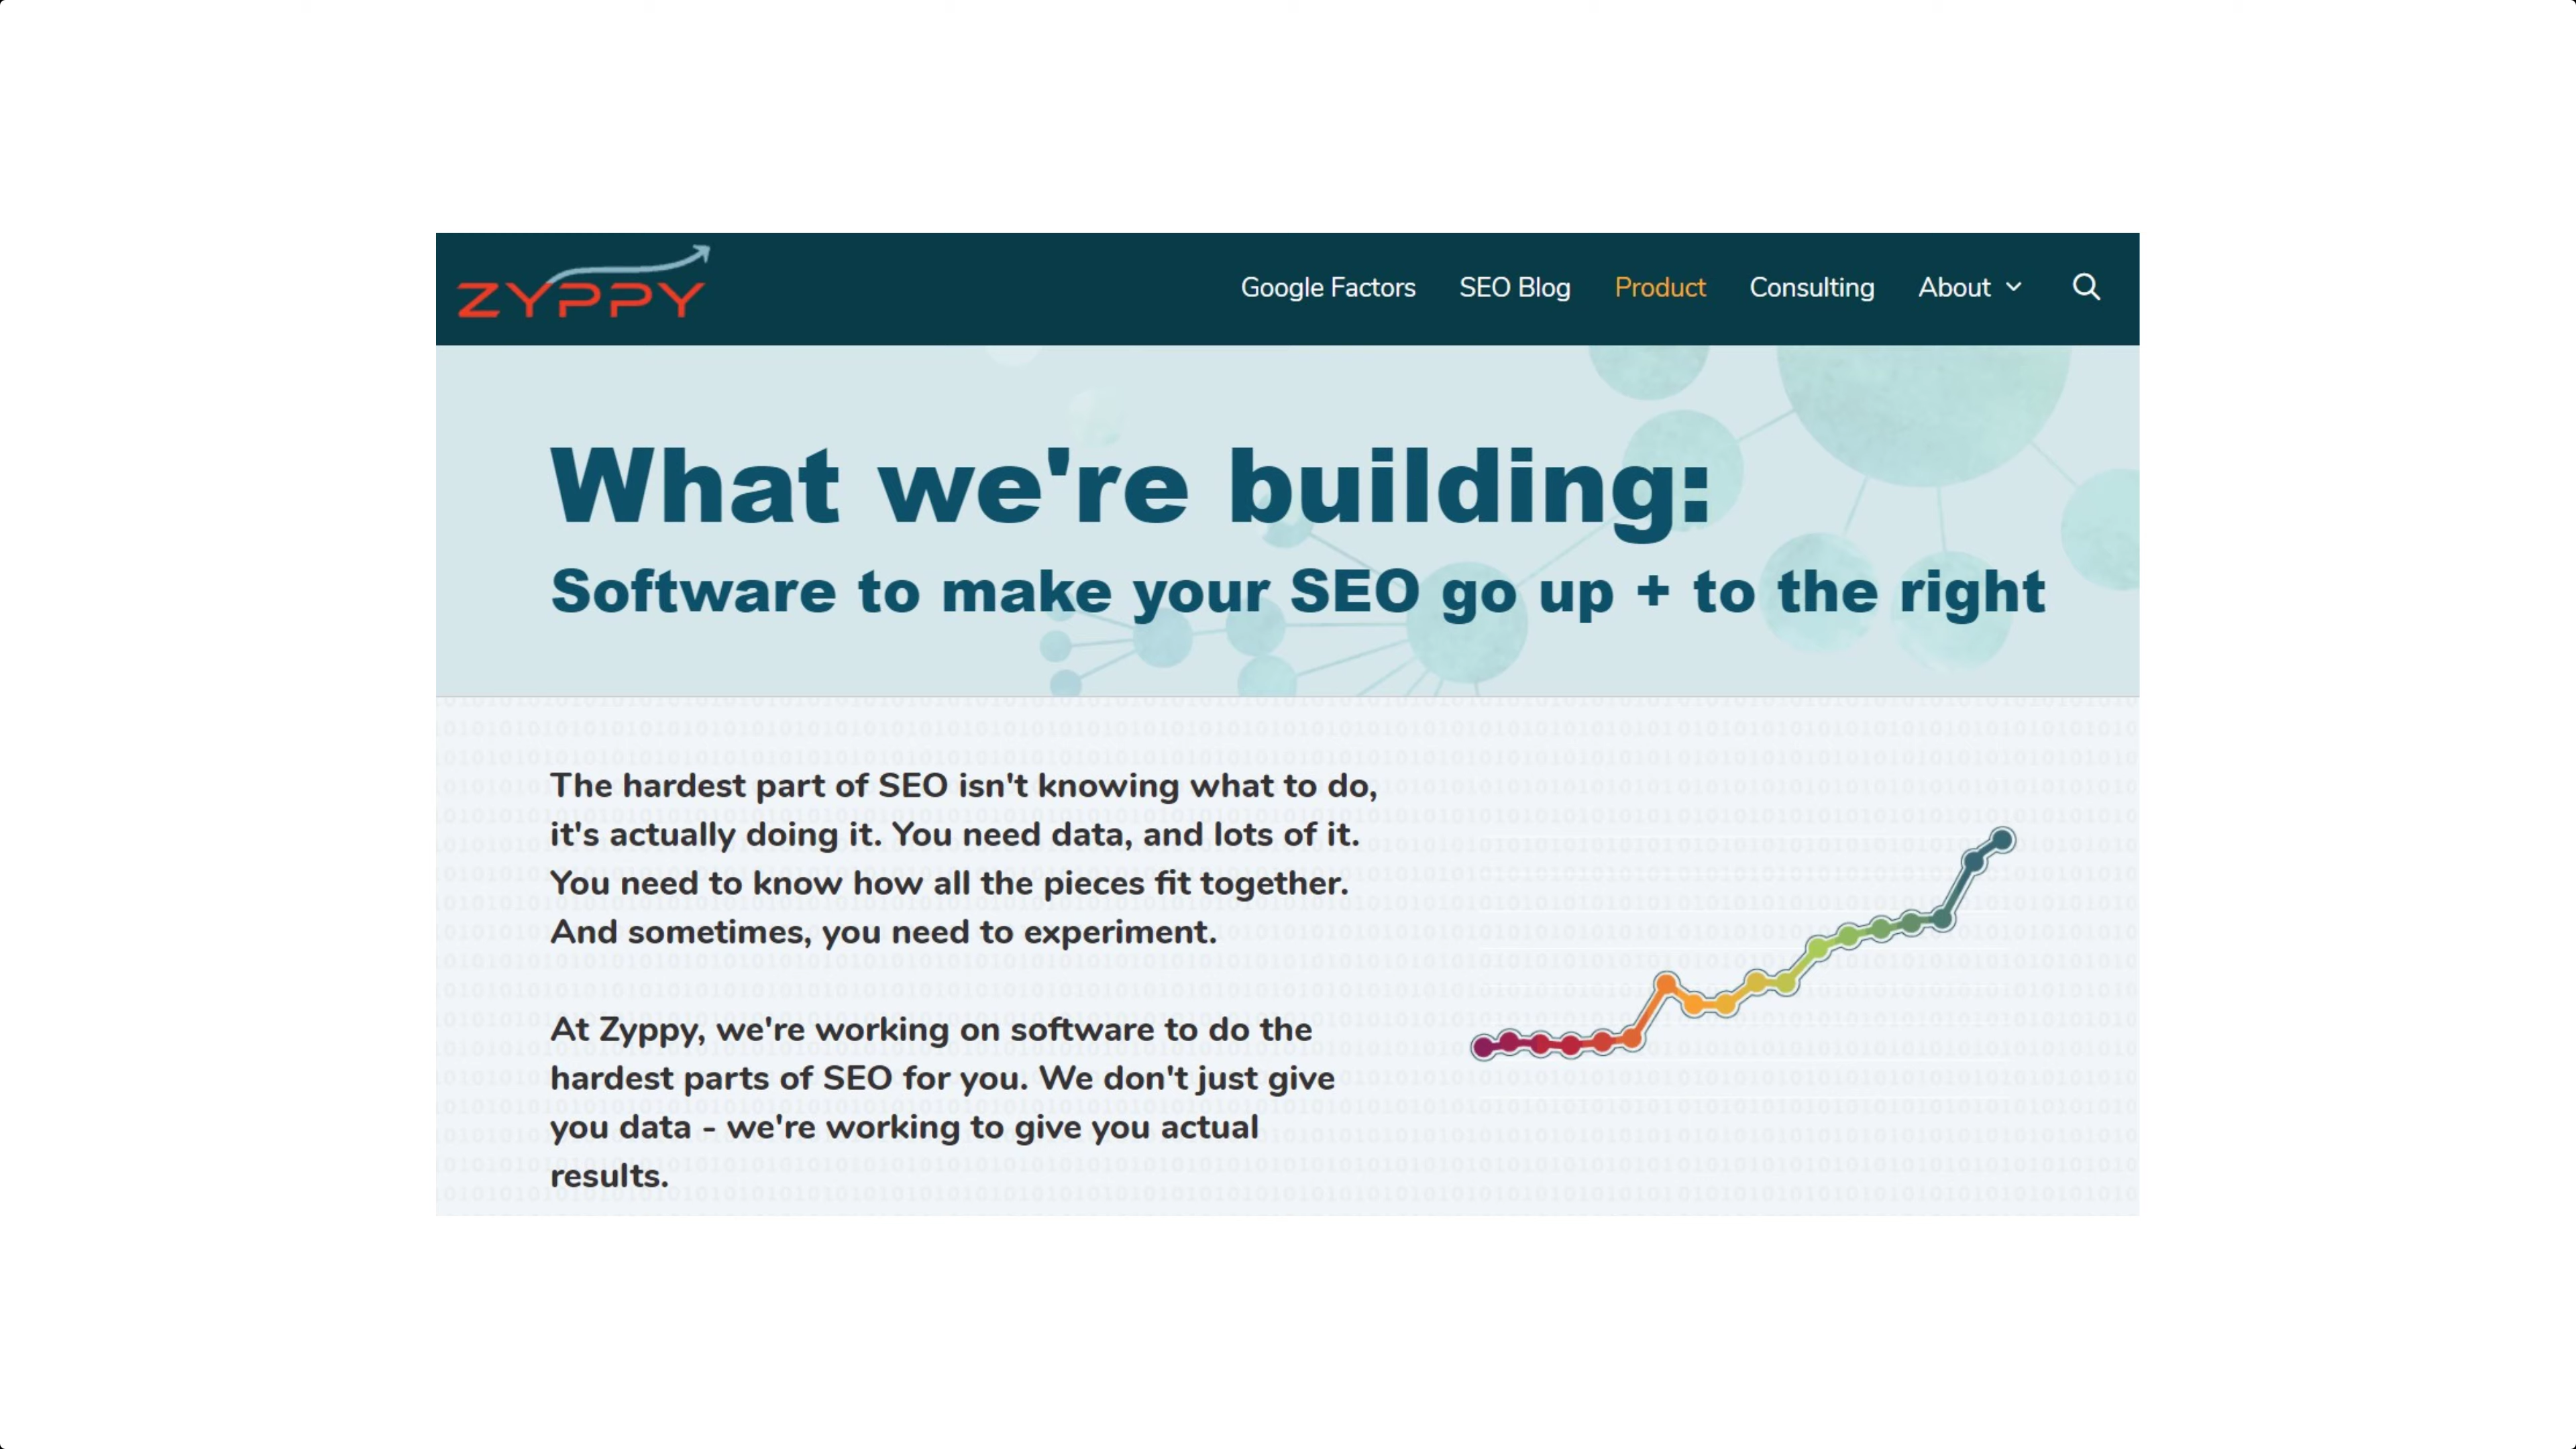 ZYPPY
Google Factors SEO Blog Product Consulting About
What we're building:
Software to make your SEO go up + to the right
The hardest part of SEO isn't knowing what to do,
it's actually doing it. You need data, and lots of it.
You need to know how all the pieces fit together.
And sometimes, you need to experiment.
At Zyppy, we're working on software to do the
hardest parts of SEO for you. We don't just give
you data - we're working to give you actual
results.